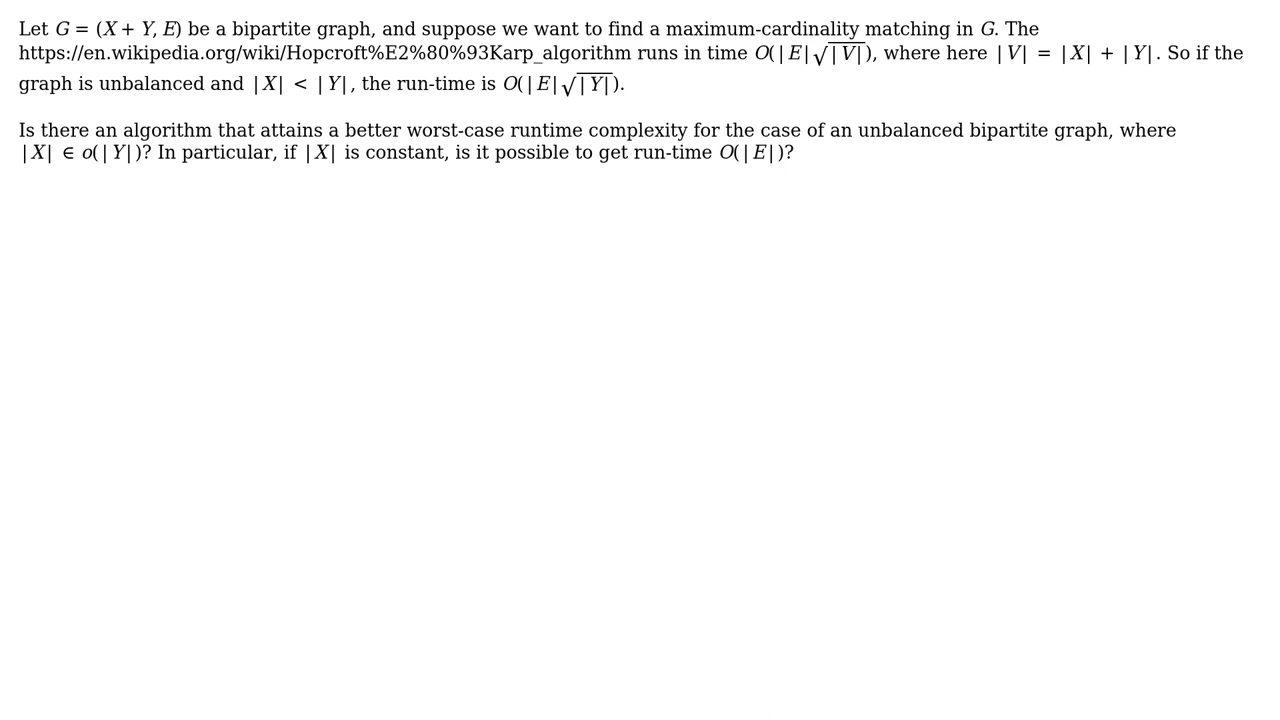 Let G = (X + Y, E) be a bipartite graph, and suppose we want to find a maximum-cardinality matching in G. The
https://en.wikipedia.org/wiki/Hopcroft%E2%80%93Karp_algorithm runs in time O(|E|√|V|), where here |V| = |X| + |Y|. So if the
graph is unbalanced and |X| < |Y|, the run-time is O(|E|√|Y|).
Is there an algorithm that attains a better worst-case runtime complexity for the case of an unbalanced bipartite graph, where
|X| ∈ o(|Y|)? In particular, if |X| is constant, is it possible to get run-time O(|E|)?